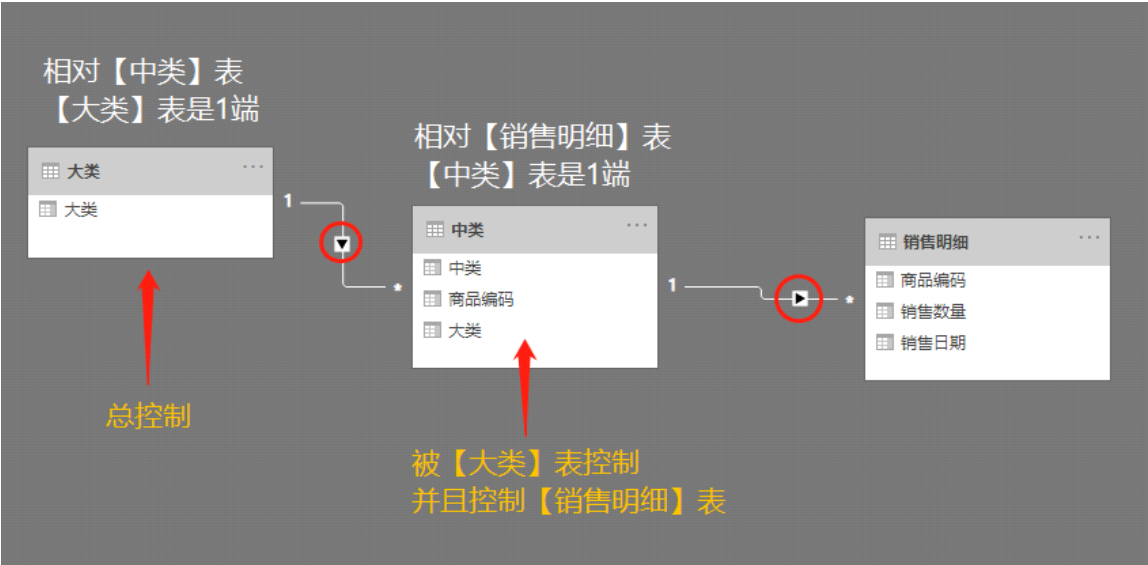 相对【中类】表
【大类】表是1端
大类
大类
1
*
总控制
相对【销售明细】表
【中类】表是1端
中类
中类
商品编码
大类
1
*
被【大类】表控制
并且控制【销售明细】表
销售明细
商品编码
销售数量
销售日期